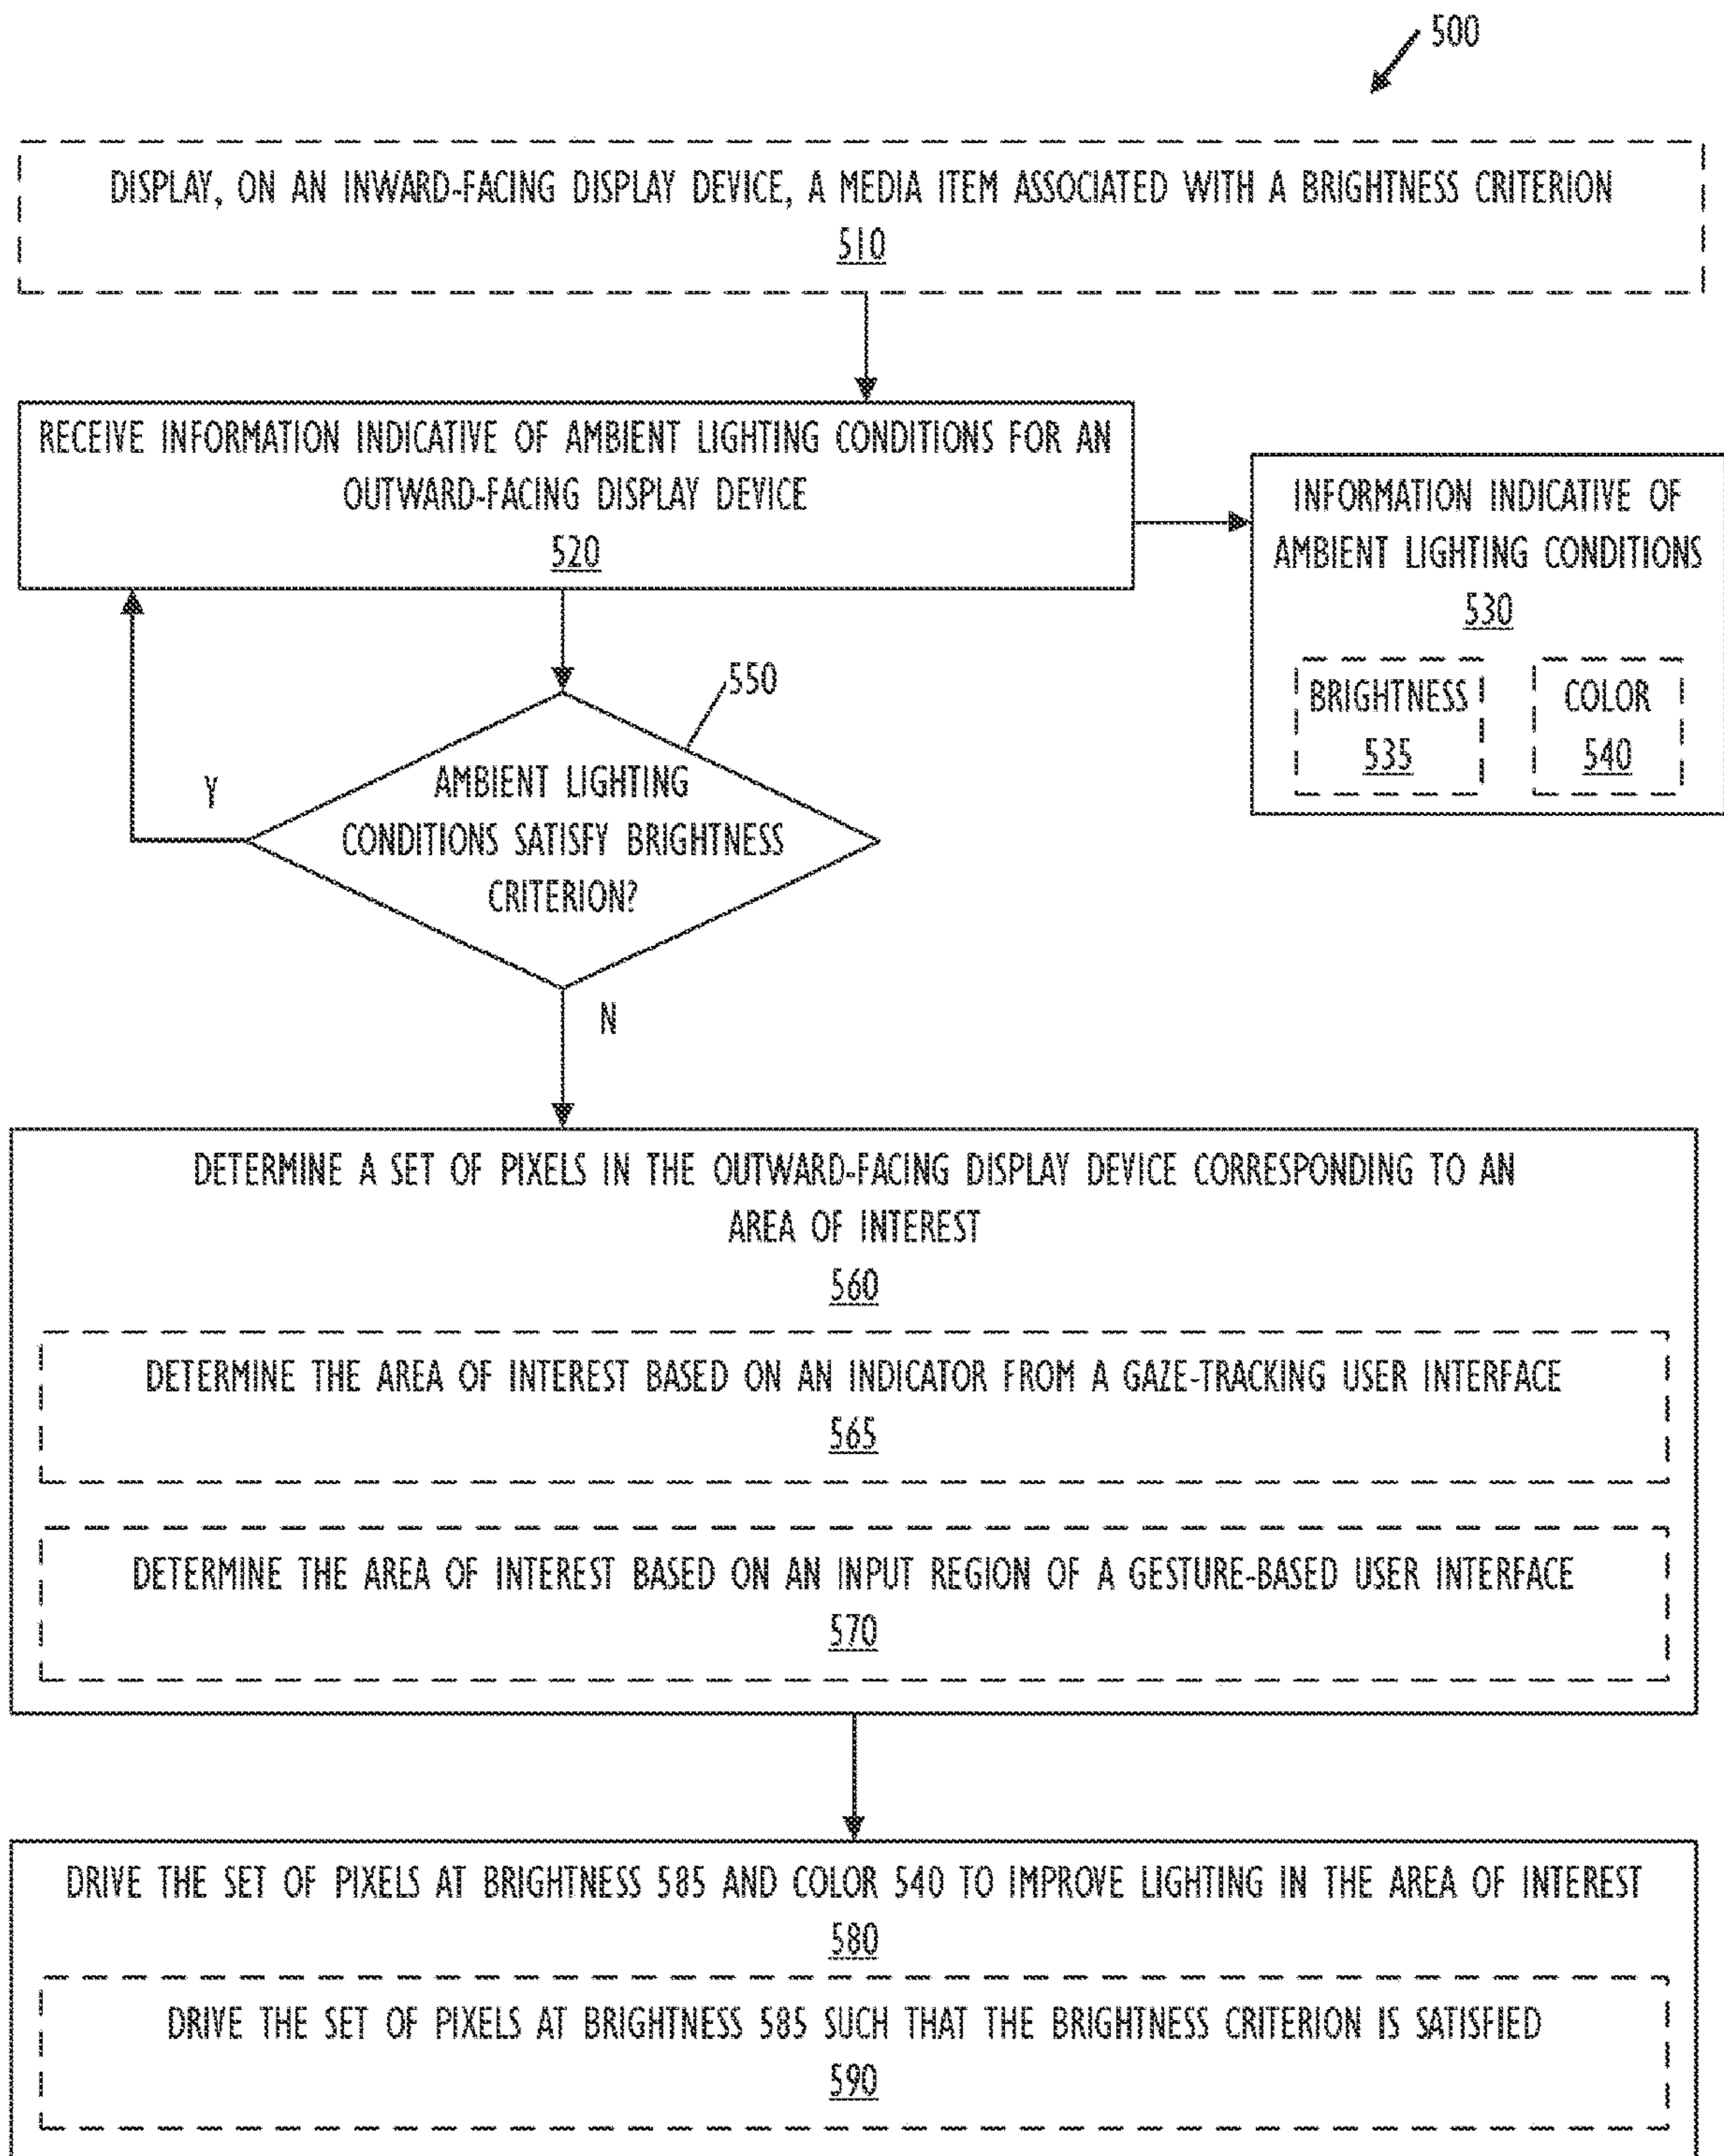 500
DISPLAY, ON AN INWARD-FACING DISPLAY DEVICE, A MEDIA ITEM ASSOCIATED WITH A BRIGHTNESS CRITERION
510
RECEIVE INFORMATION INDICATIVE OF AMBIENT LIGHTING CONDITIONS FOR AN
OUTWARD-FACING DISPLAY DEVICE
520
INFORMATION INDICATIVE OF
AMBIENT LIGHTING CONDITIONS
530
BRIGHTNESS
535
COLOR
540
550
AMBIENT LIGHTING
CONDITIONS SATISFY BRIGHTNESS
CRITERION?
Y
N
DETERMINE A SET OF PIXELS IN THE OUTWARD-FACING DISPLAY DEVICE CORRESPONDING TO AN
AREA OF INTEREST
560
DETERMINE THE AREA OF INTEREST BASED ON AN INDICATOR FROM A GAZE-TRACKING USER INTERFACE
565
DETERMINE THE AREA OF INTEREST BASED ON AN INPUT REGION OF A GESTURE-BASED USER INTERFACE
570
DRIVE THE SET OF PIXELS AT BRIGHTNESS 585 AND COLOR 540 TO IMPROVE LIGHTING IN THE AREA OF INTEREST
580
DRIVE THE SET OF PIXELS AT BRIGHTNESS 585 SUCH THAT THE BRIGHTNESS CRITERION IS SATISFIED
590